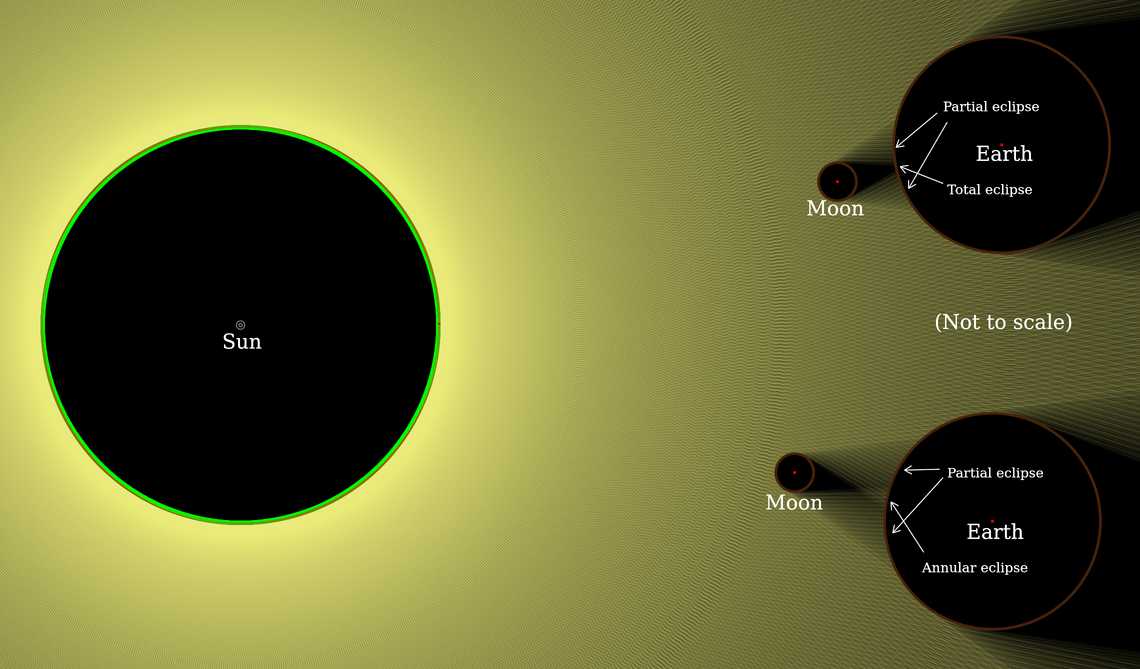 Partial eclipse
Earth
Total eclipse
Moon
Sun
(Not to scale)
Partial eclipse
Moon
Earth
Annular eclipse